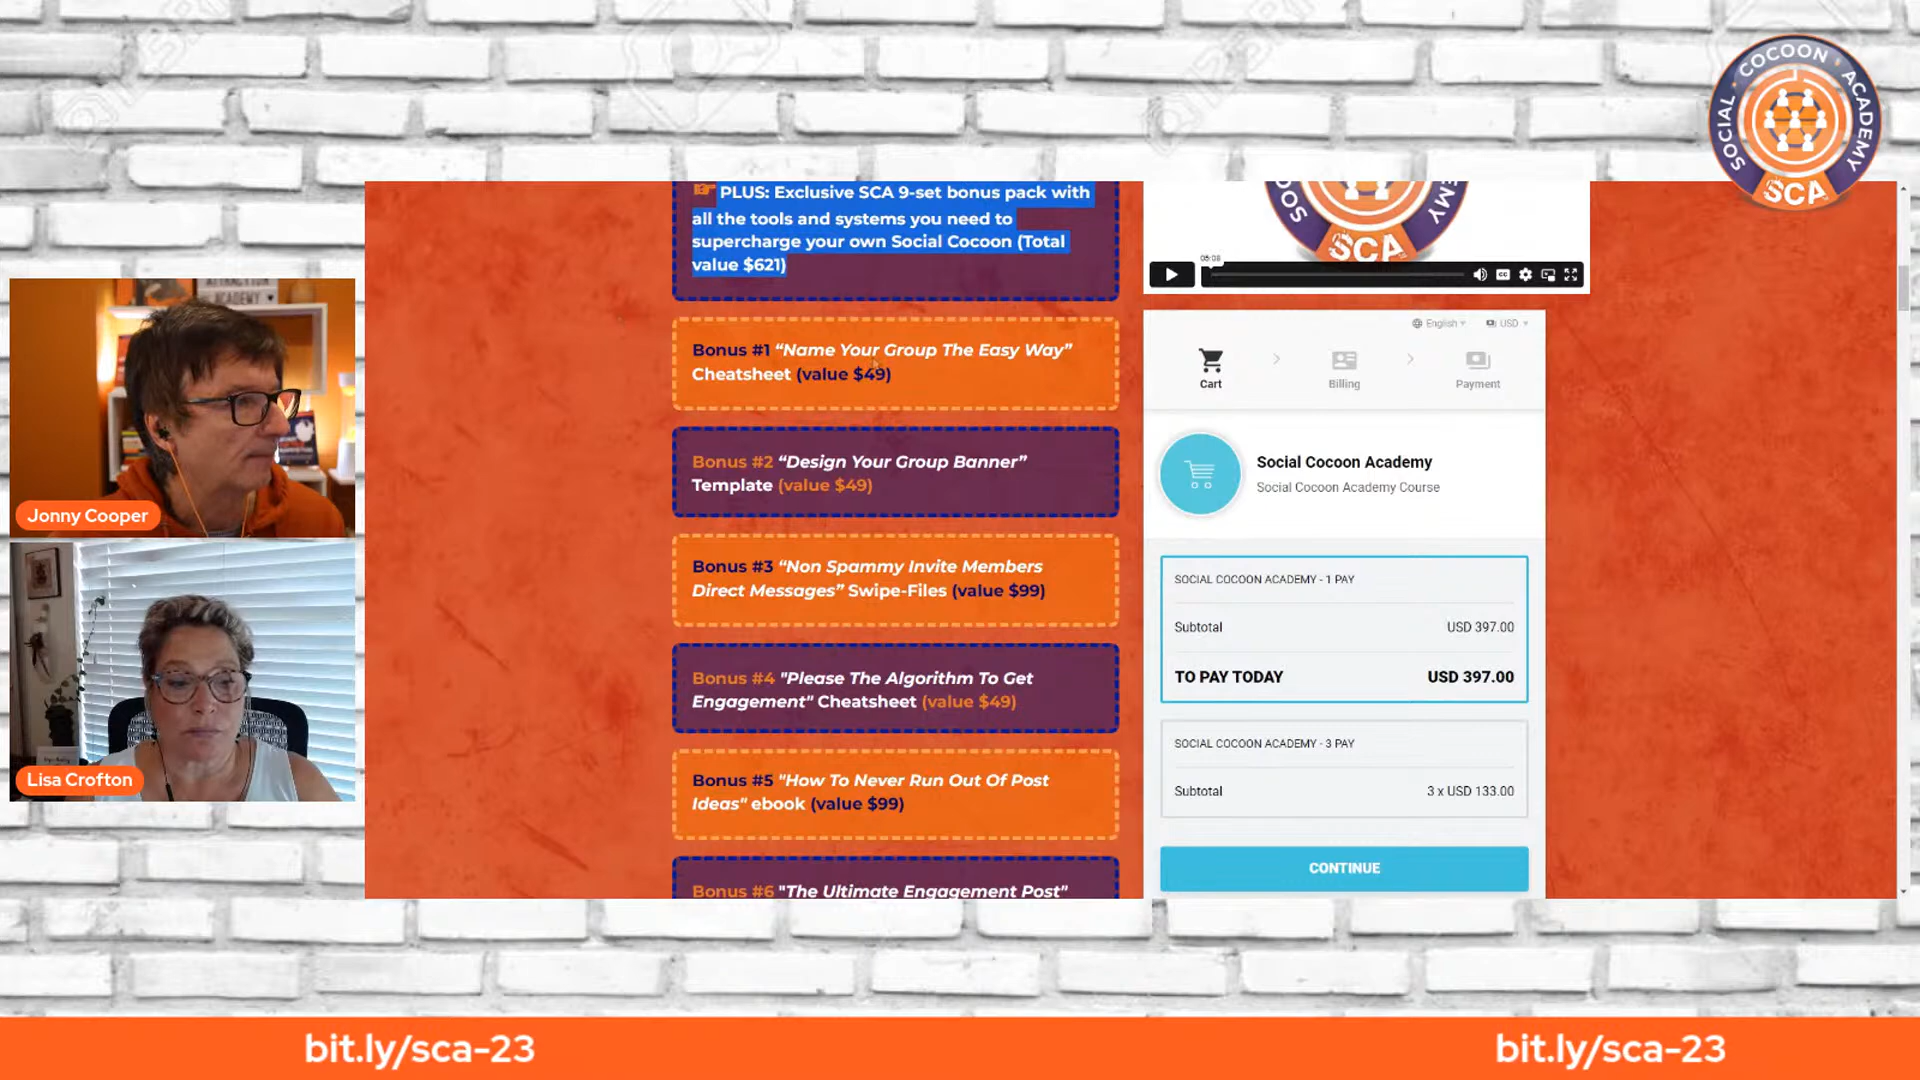 SOCIAL COCOON ACADEMY
SCA
PLUS: Exclusive SCA 9-set bonus pack with
all the tools and systems you need to
supercharge your own Social Cocoon (Total
value $621)
Bonus #1 “Name Your Group The Easy Way”
Cheatsheet (value $49)
Bonus #2 “Design Your Group Banner”
Template (value $49)
Bonus #3 “Non Spammy Invite Members
Direct Messages” Swipe-Files (value $99)
Bonus #4 "Please The Algorithm To Get
Engagement" Cheatsheet (value $49)
Bonus #5 "How To Never Run Out Of Post
Ideas" ebook (value $99)
Bonus #6 "The Ultimate Engagement Post"
SCA
05:08
CC
English
USD
Cart
Billing
Payment
Social Cocoon Academy
Social Cocoon Academy Course
SOCIAL COCOON ACADEMY - 1 PAY
Subtotal USD 397.00
TO PAY TODAY USD 397.00
SOCIAL COCOON ACADEMY - 3 PAY
Subtotal 3 x USD 133.00
CONTINUE
Jonny Cooper
Lisa Crofton
bit.ly/sca-23 bit.ly/sca-23